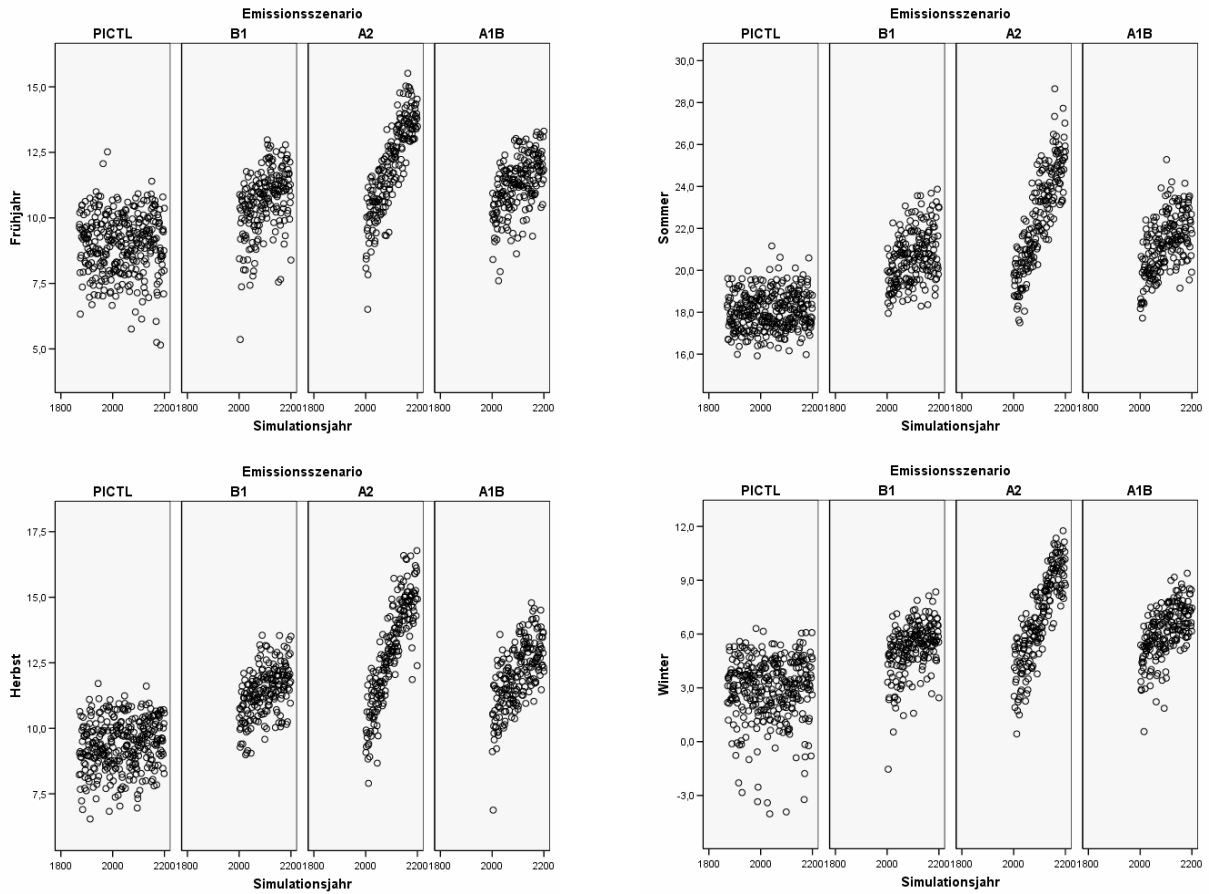 Emissionsszenario
PICTL B1 A2 A1B
15,0
12,5
10,0
7,5
5,0
Frühjahr
1800 2000 2200 1800 2000 2200 1800 2000 2200 1800 2000 2200
Simulationsjahr
Emissionsszenario
PICTL B1 A2 A1B
30,0
28,0
26,0
24,0
22,0
20,0
18,0
16,0
Sommer
1800 2000 2200 1800 2000 2200 1800 2000 2200 1800 2000 2200
Simulationsjahr
Emissionsszenario
PICTL B1 A2 A1B
17,5
15,0
12,5
10,0
7,5
Herbst
1800 2000 2200 1800 2000 2200 1800 2000 2200 1800 2000 2200
Simulationsjahr
Emissionsszenario
PICTL B1 A2 A1B
12,0
9,0
6,0
3,0
0,0
-3,0
Winter
1800 2000 2200 1800 2000 2200 1800 2000 2200 1800 2000 2200
Simulationsjahr